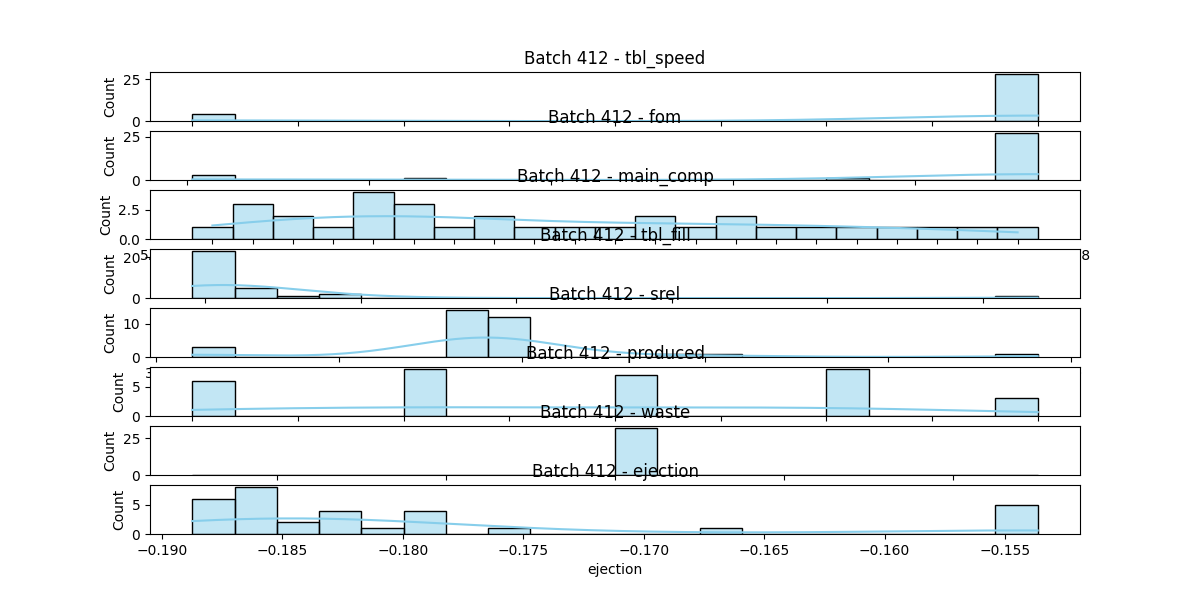 Batch 412 - tbl_speed
Count
25
0
Batch 412 - fom
Count
25
0
Batch 412 - main_comp
Count
2.5
0.0
Batch 412 - tbl_fill
5
8
Count
20
0
Batch 412 - srel
Count
10
0
Batch 412 - produced
Count
5
0
Batch 412 - waste
Count
25
0
Batch 412 - ejection
Count
5
0
−0.190 −0.185 −0.180 −0.175 −0.170 −0.165 −0.160 −0.155
ejection